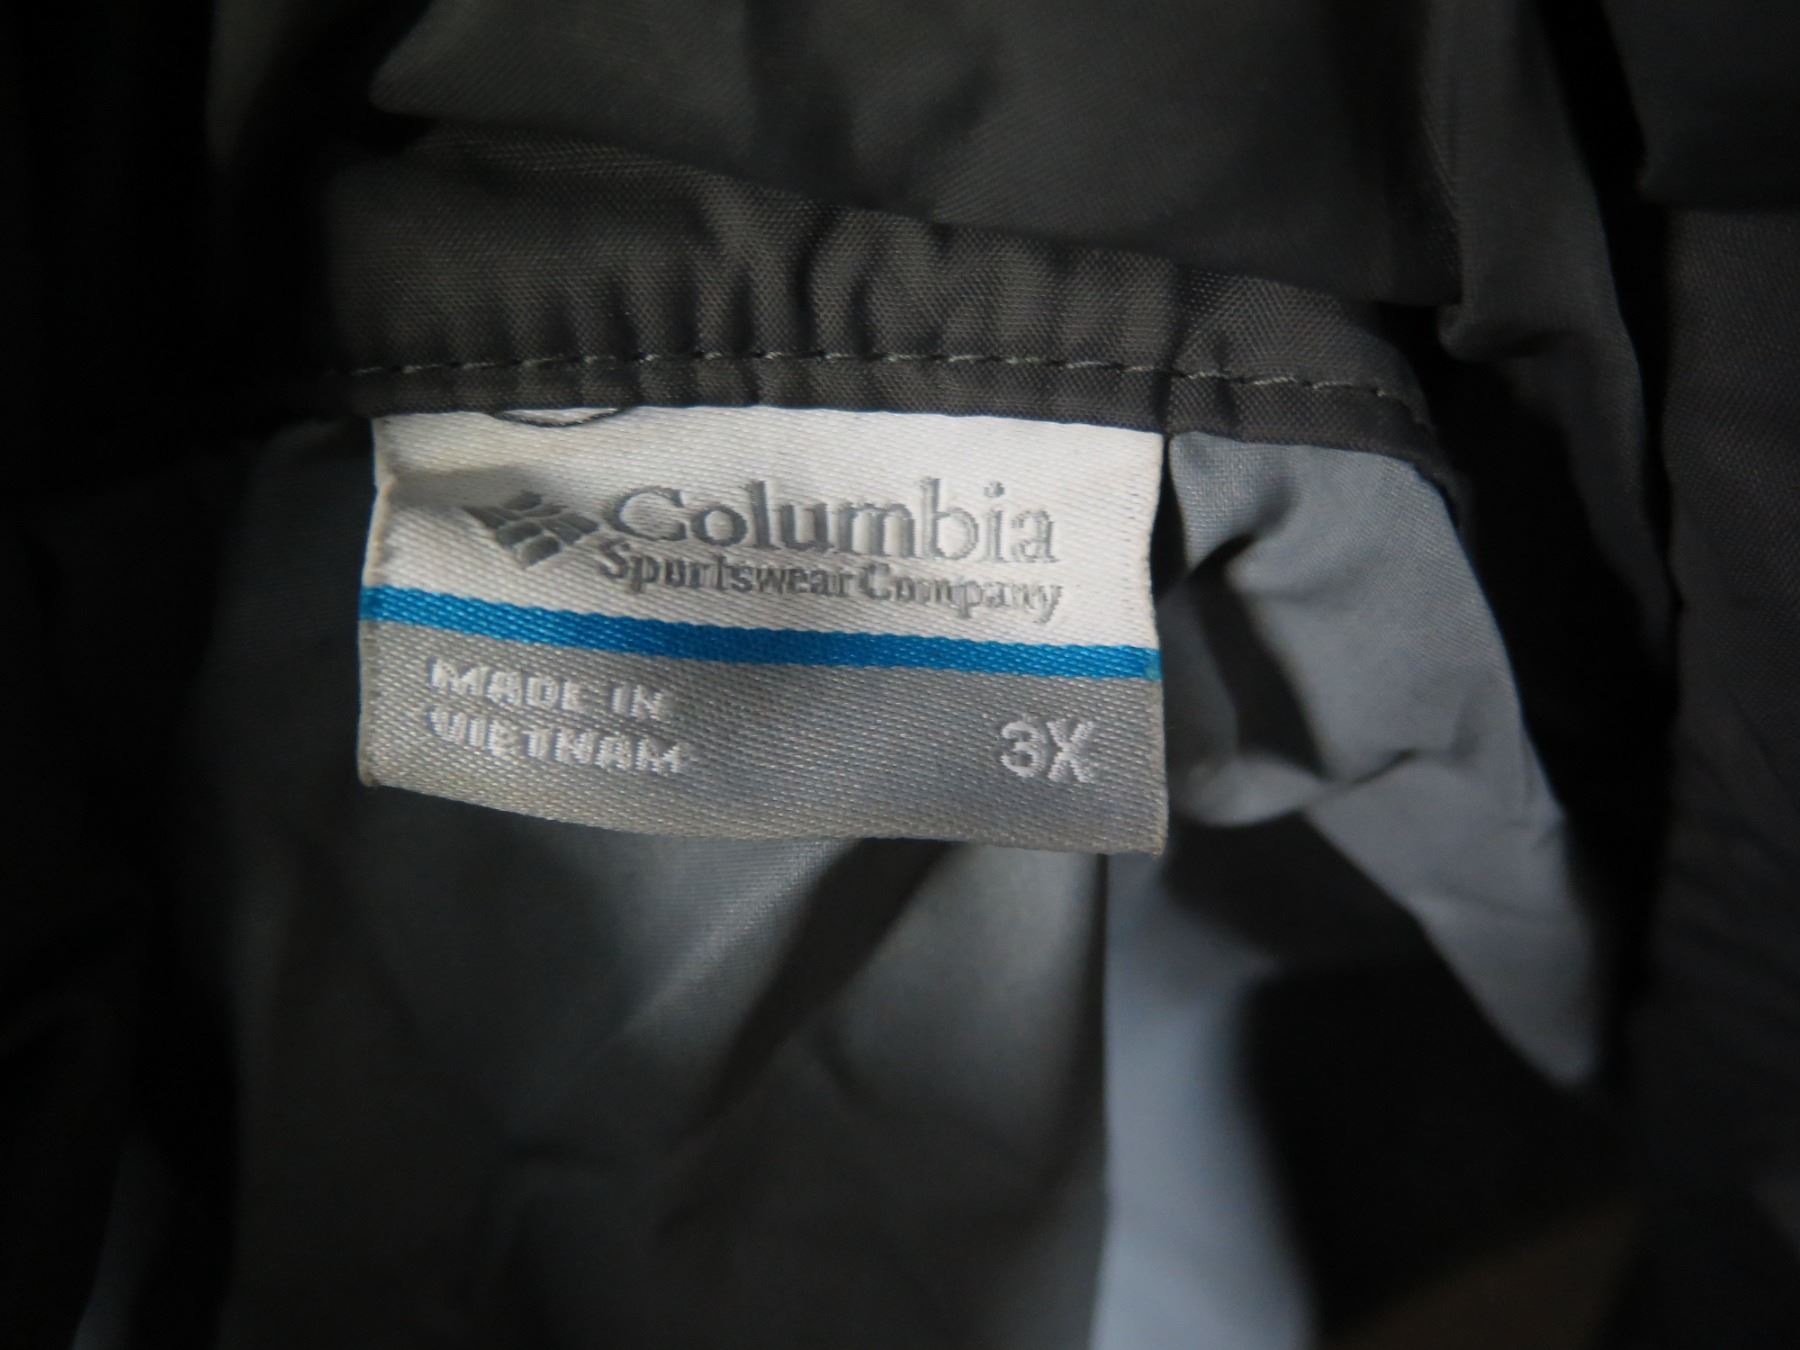 Columbia
Sportswear Company
MADE IN
VIETNAM
3X